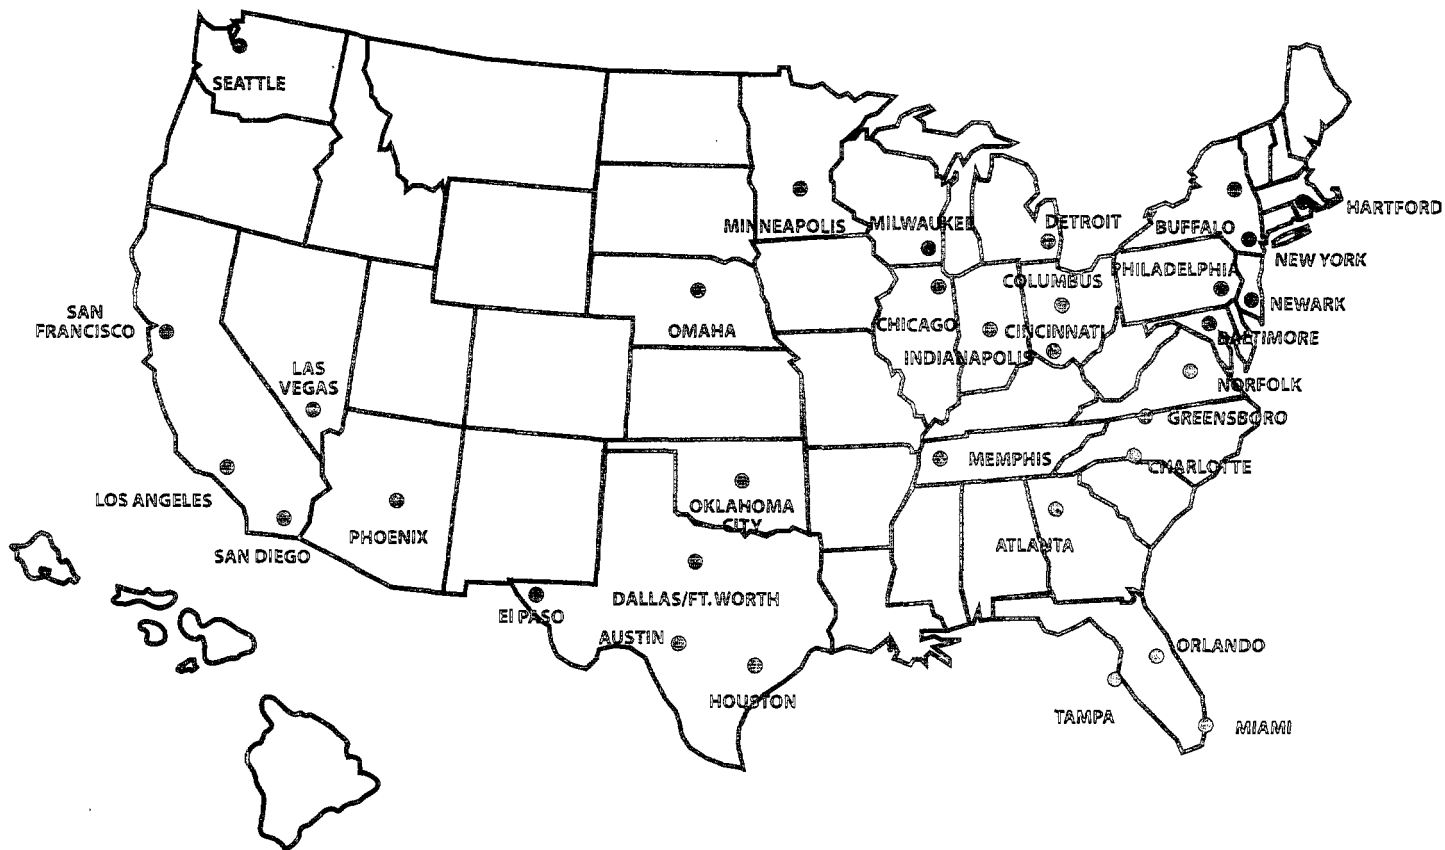 SEATTLE
HARTFORD
MINNEAPOLIS
MILWAUKEE
DETROIT
BUFFALO
NEW YORK
PHILADELPHIA
COLUMBUS
NEWARK
SAN
FRANCISCO
OMAHA
CHICAGO
CINCINNATI
BALTIMORE
INDIANAPOLIS
LAS
VEGAS
NORFOLK
GREENSBORO
MEMPHIS
CHARLOTTE
LOS ANGELES
OKLAHOMA
CITY
PHOENIX
ATLANTA
SAN DIEGO
DALLAS/FT. WORTH
El PASO
AUSTIN
ORLANDO
HOUSTON
TAMPA
MIAMI